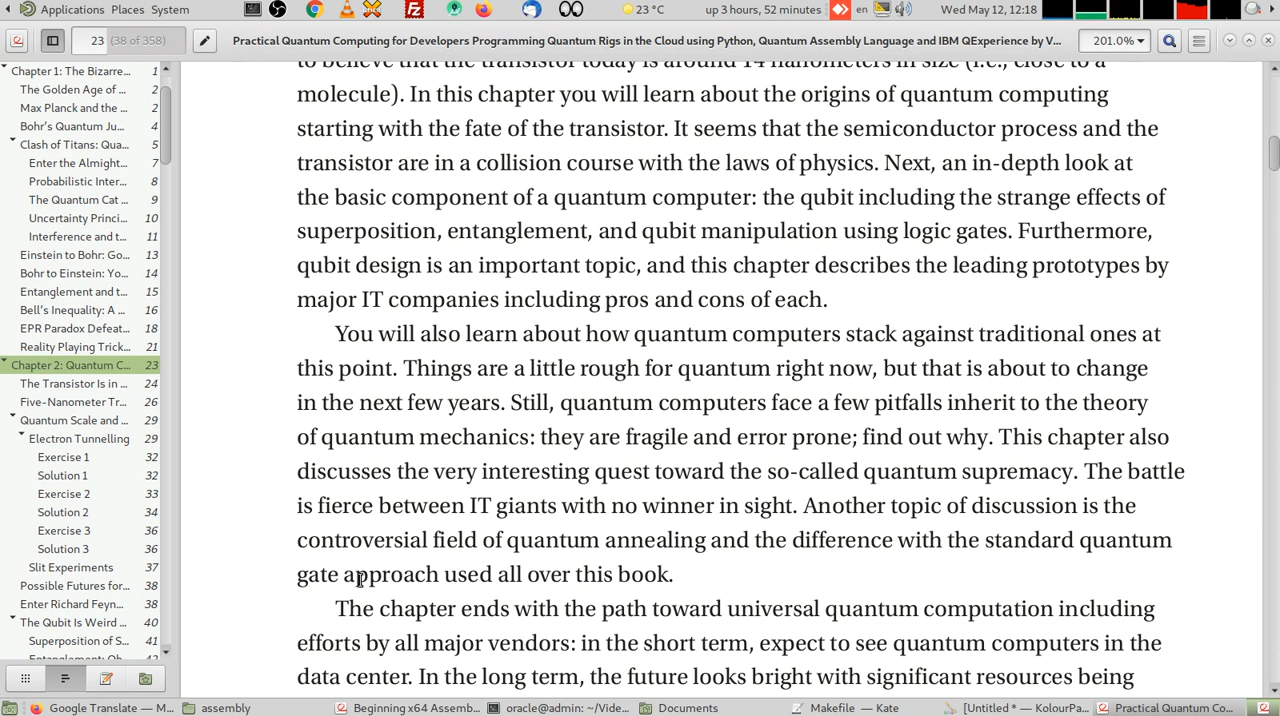 Applications Places System 23 °C up 3 hours, 52 minutes en Wed May 12, 12:18
23 (38 of 358) Practical Quantum Computing for Developers Programming Quantum Rigs in the Cloud using Python, Quantum Assembly Language and IBM QExperience by V... 201.0%
Chapter 1: The Bizarre... 1
The Golden Age of ... 2
Max Planck and the ... 2
Bohr's Quantum Ju... 4
Clash of Titans: Qua... 5
Enter the Almight... 7
Probabilistic Inter... 8
The Quantum Cat ... 9
Uncertainty Princi... 10
Interference and t... 11
Einstein to Bohr: Go... 13
Bohr to Einstein: Yo... 14
Entanglement and t... 15
Bell's Inequality: A ... 16
EPR Paradox Defeat... 18
Reality Playing Trick... 21
Chapter 2: Quantum C... 23
The Transistor Is in ... 24
Five-Nanometer Tr... 26
Quantum Scale and ... 29
Electron Tunnelling 29
Exercise 1 32
Solution 1 32
Exercise 2 33
Solution 2 34
Exercise 3 36
Solution 3 36
Slit Experiments 37
Possible Futures for... 38
Enter Richard Feyn... 38
The Qubit Is Weird ... 40
Superposition of S... 41
to believe that the transistor today is around 14 nanometers in size (i.e., close to a
molecule). In this chapter you will learn about the origins of quantum computing
starting with the fate of the transistor. It seems that the semiconductor process and the
transistor are in a collision course with the laws of physics. Next, an in-depth look at
the basic component of a quantum computer: the qubit including the strange effects of
superposition, entanglement, and qubit manipulation using logic gates. Furthermore,
qubit design is an important topic, and this chapter describes the leading prototypes by
major IT companies including pros and cons of each.
You will also learn about how quantum computers stack against traditional ones at
this point. Things are a little rough for quantum right now, but that is about to change
in the next few years. Still, quantum computers face a few pitfalls inherit to the theory
of quantum mechanics: they are fragile and error prone; find out why. This chapter also
discusses the very interesting quest toward the so-called quantum supremacy. The battle
is fierce between IT giants with no winner in sight. Another topic of discussion is the
controversial field of quantum annealing and the difference with the standard quantum
gate approach used all over this book.
The chapter ends with the path toward universal quantum computation including
efforts by all major vendors: in the short term, expect to see quantum computers in the
data center. In the long term, the future looks bright with significant resources being
Google Translate — M... assembly Beginning x64 Assemb... oracle@admin: ~/Vide... Documents Makefile — Kate [Untitled * — KolourPa... Practical Quantum Co...